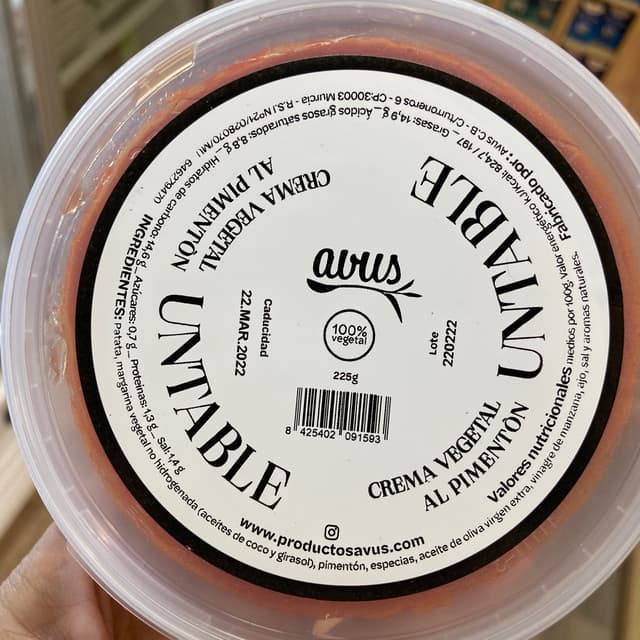 avus
100%
vegetal
225g
8 425402 091593
Caducidad
22.MAR.2022
Lote
220222
UNTABLE
CREMA VEGETAL
AL PIMENTÓN
UNTABLE
CREMA VEGETAL
AL PIMENTÓN
www.productosavus.com
INGREDIENTES: Patata, margarina vegetal no hidrogenada (aceites de coco y girasol), pimentón, especias, aceite de oliva virgen extra, vinagre de manzana, ajo, sal y aromas naturales.
Valores nutricionales medios por 100g: valor energético kJ/Kcal: 824,7 / 197 _ Grasas: 14,9 g _ Ácidos grasos saturados: 8,8 g _ Hidratos de carbono: 14,6 g _ Azúcares: 0,7 g _ Proteínas: 1,3 g _ Sal: 1,4 g
Fabricado por: Avus C.B - C/Turroneros 6 - CP:30003 Murcia - R.S.I Nº21/028070/MU 646279470